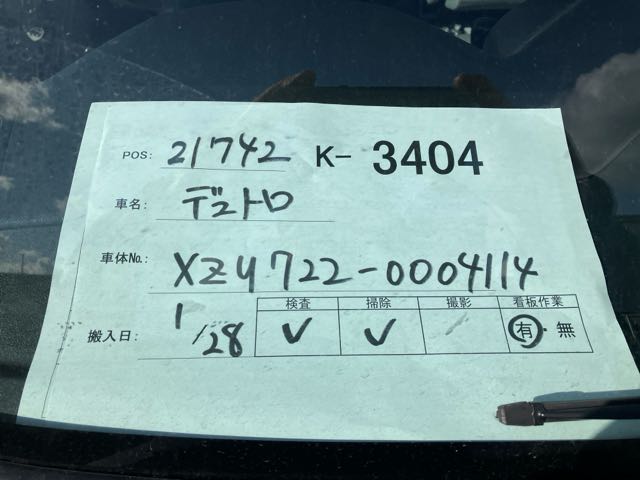 POS: 21742 K- 3404
車名: デュトロ
車体No.: XZU722-0004114
検査 掃除 撮影 看板作業
搬入日: 1/28 ✓ ✓ 有・無